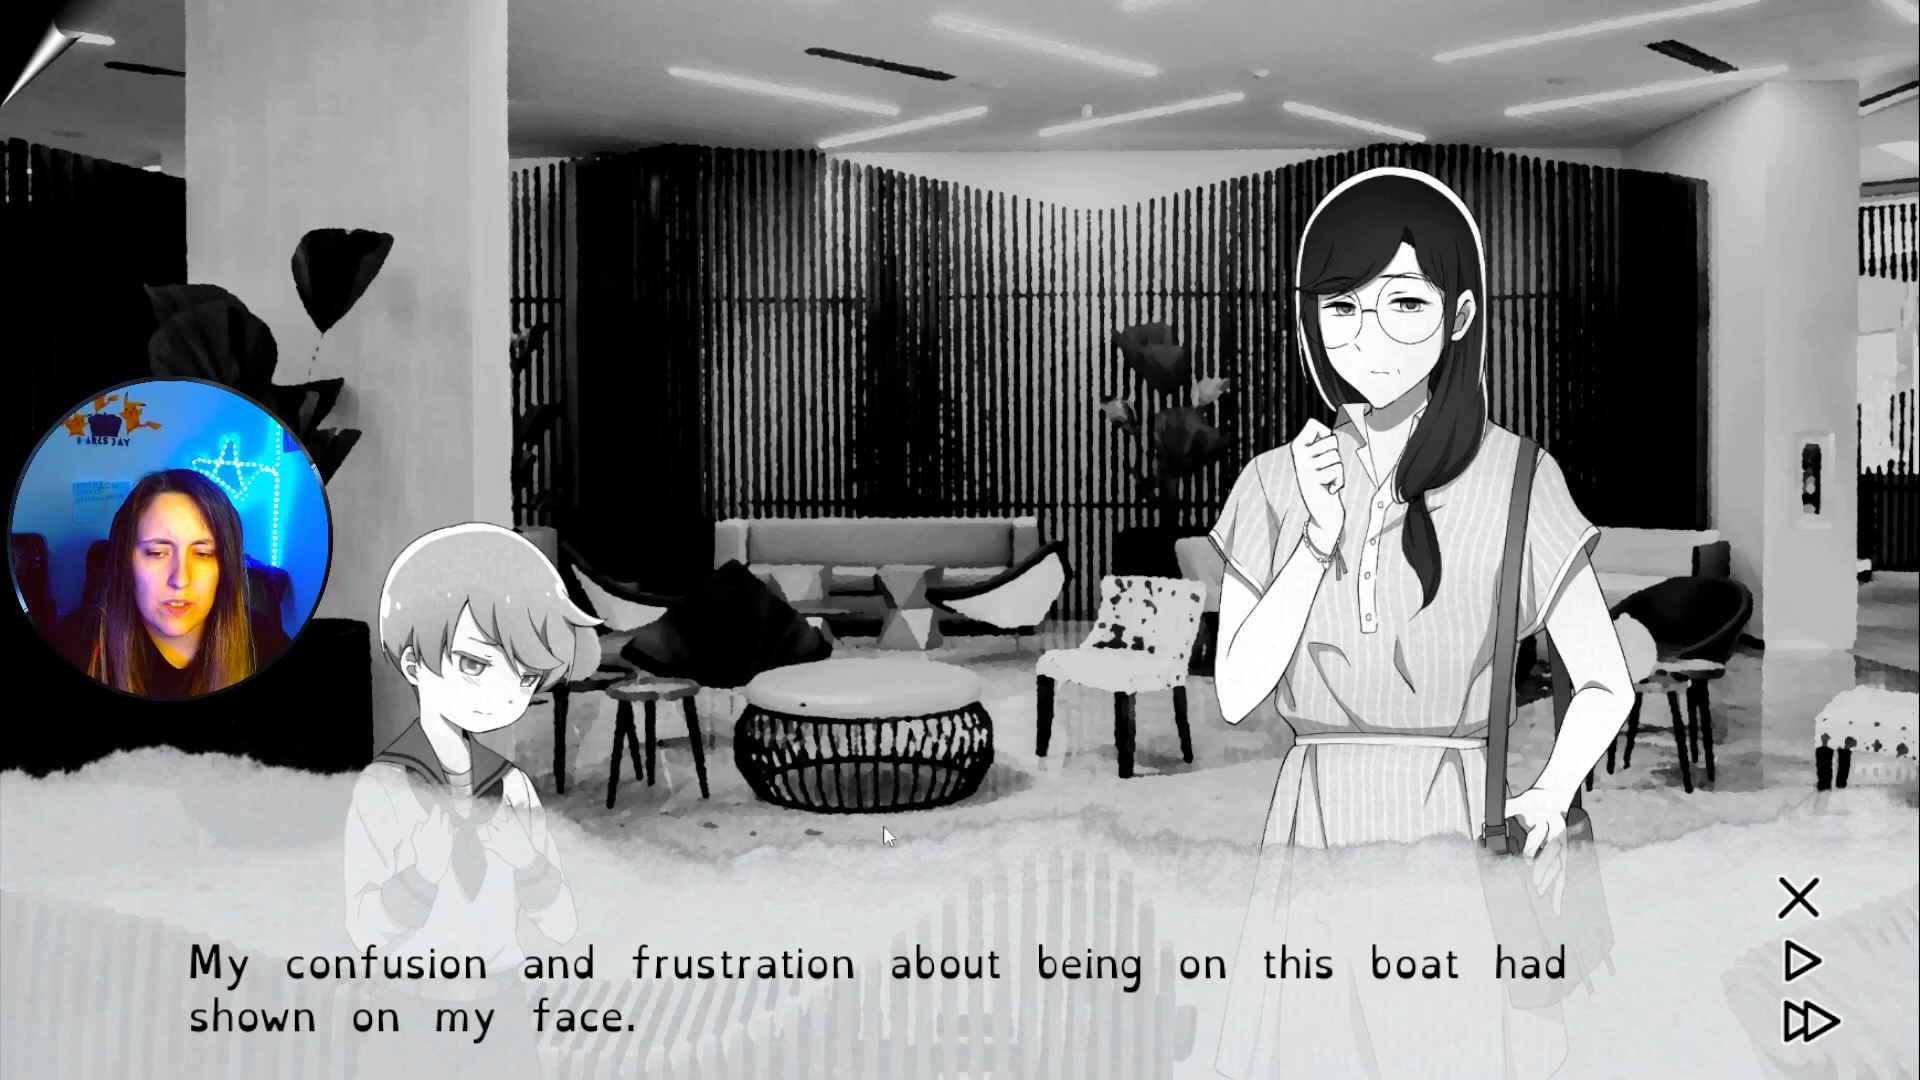 My confusion and frustration about being on this boat had
shown on my face.